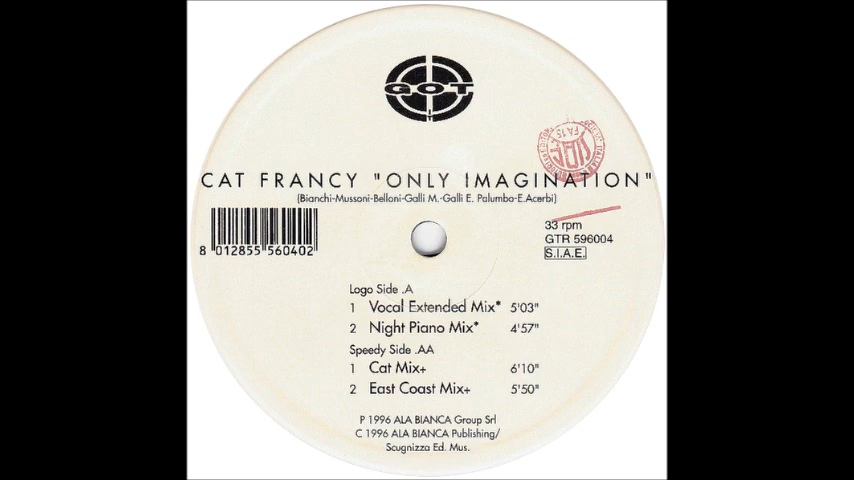 GOT
CAT FRANCY "ONLY IMAGINATION"
(Bianchi-Mussoni-Belloni-Galli M.-Galli E. Palumbo-E.Acerbi)
8 012855 560402
33 rpm
GTR 596004
S.I.A.E.
Logo Side .A
1 Vocal Extended Mix* 5'03"
2 Night Piano Mix* 4'57"
Speedy Side .AA
1 Cat Mix+ 6'10"
2 East Coast Mix+ 5'50"
P 1996 ALA BIANCA Group Srl
C 1996 ALA BIANCA Publishing/
Scugnizza Ed. Mus.